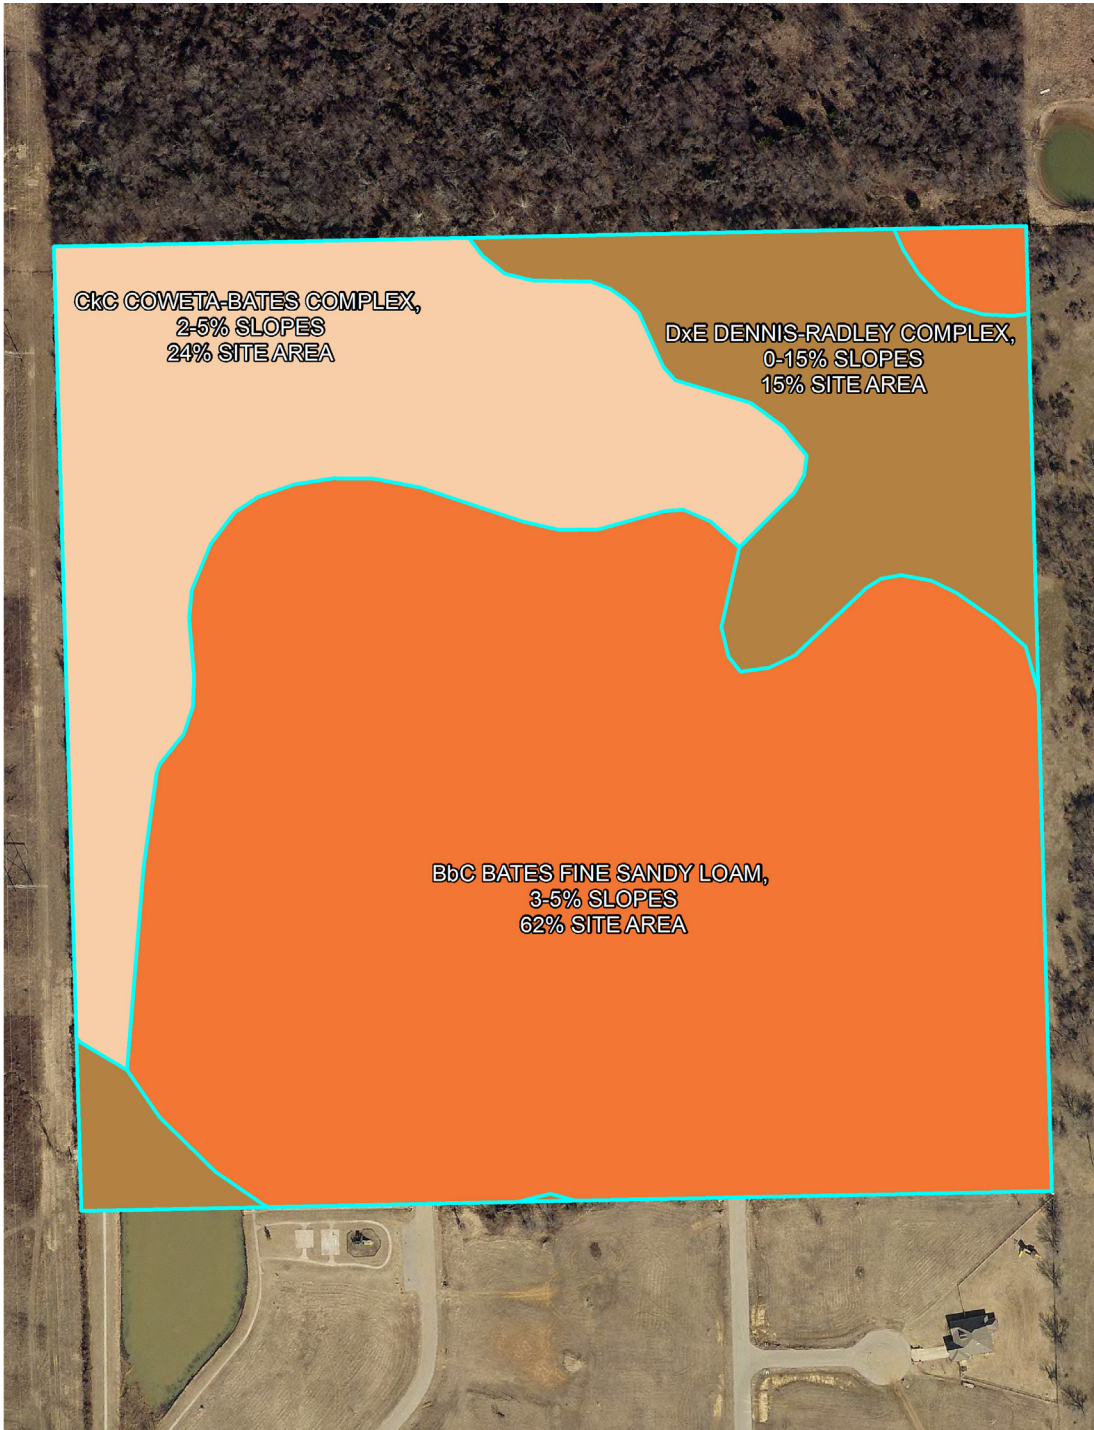 CkC COWETA-BATES COMPLEX,
2-5% SLOPES
24% SITE AREA
DxE DENNIS-RADLEY COMPLEX,
0-15% SLOPES
15% SITE AREA
BbC BATES FINE SANDY LOAM,
3-5% SLOPES
62% SITE AREA